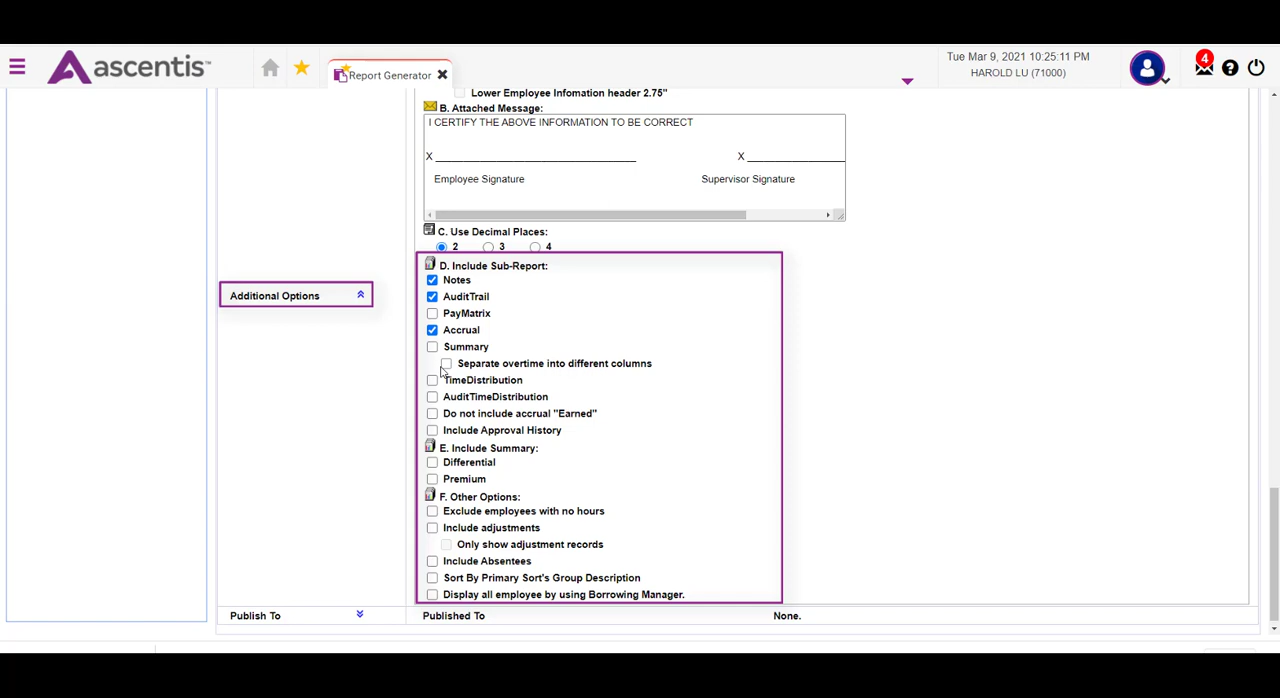 ascentis™
Report Generator
Tue Mar 9, 2021 10:25:11 PM
HAROLD LU (71000)
4
Lower Employee Infomation header 2.75"
B. Attached Message:
I CERTIFY THE ABOVE INFORMATION TO BE CORRECT
X ______________________________ X ______________
Employee Signature Supervisor Signature
C. Use Decimal Places:
2 3 4
D. Include Sub-Report:
Notes
Additional Options
AuditTrail
PayMatrix
Accrual
Summary
Separate overtime into different columns
TimeDistribution
AuditTimeDistribution
Do not include accrual "Earned"
Include Approval History
E. Include Summary:
Differential
Premium
F. Other Options:
Exclude employees with no hours
Include adjustments
Only show adjustment records
Include Absentees
Sort By Primary Sort's Group Description
Display all employee by using Borrowing Manager.
Publish To Published To None.